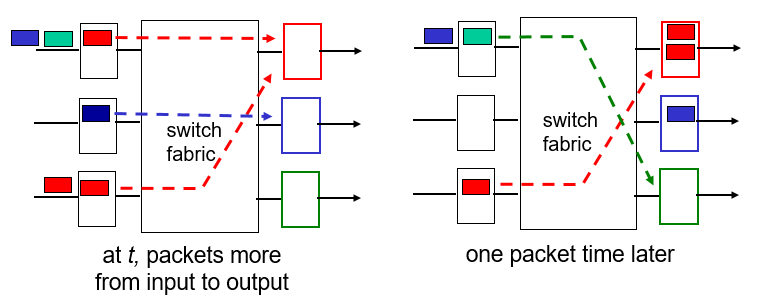 switch
fabric
at t, packets more
from input to output
switch
fabric
one packet time later